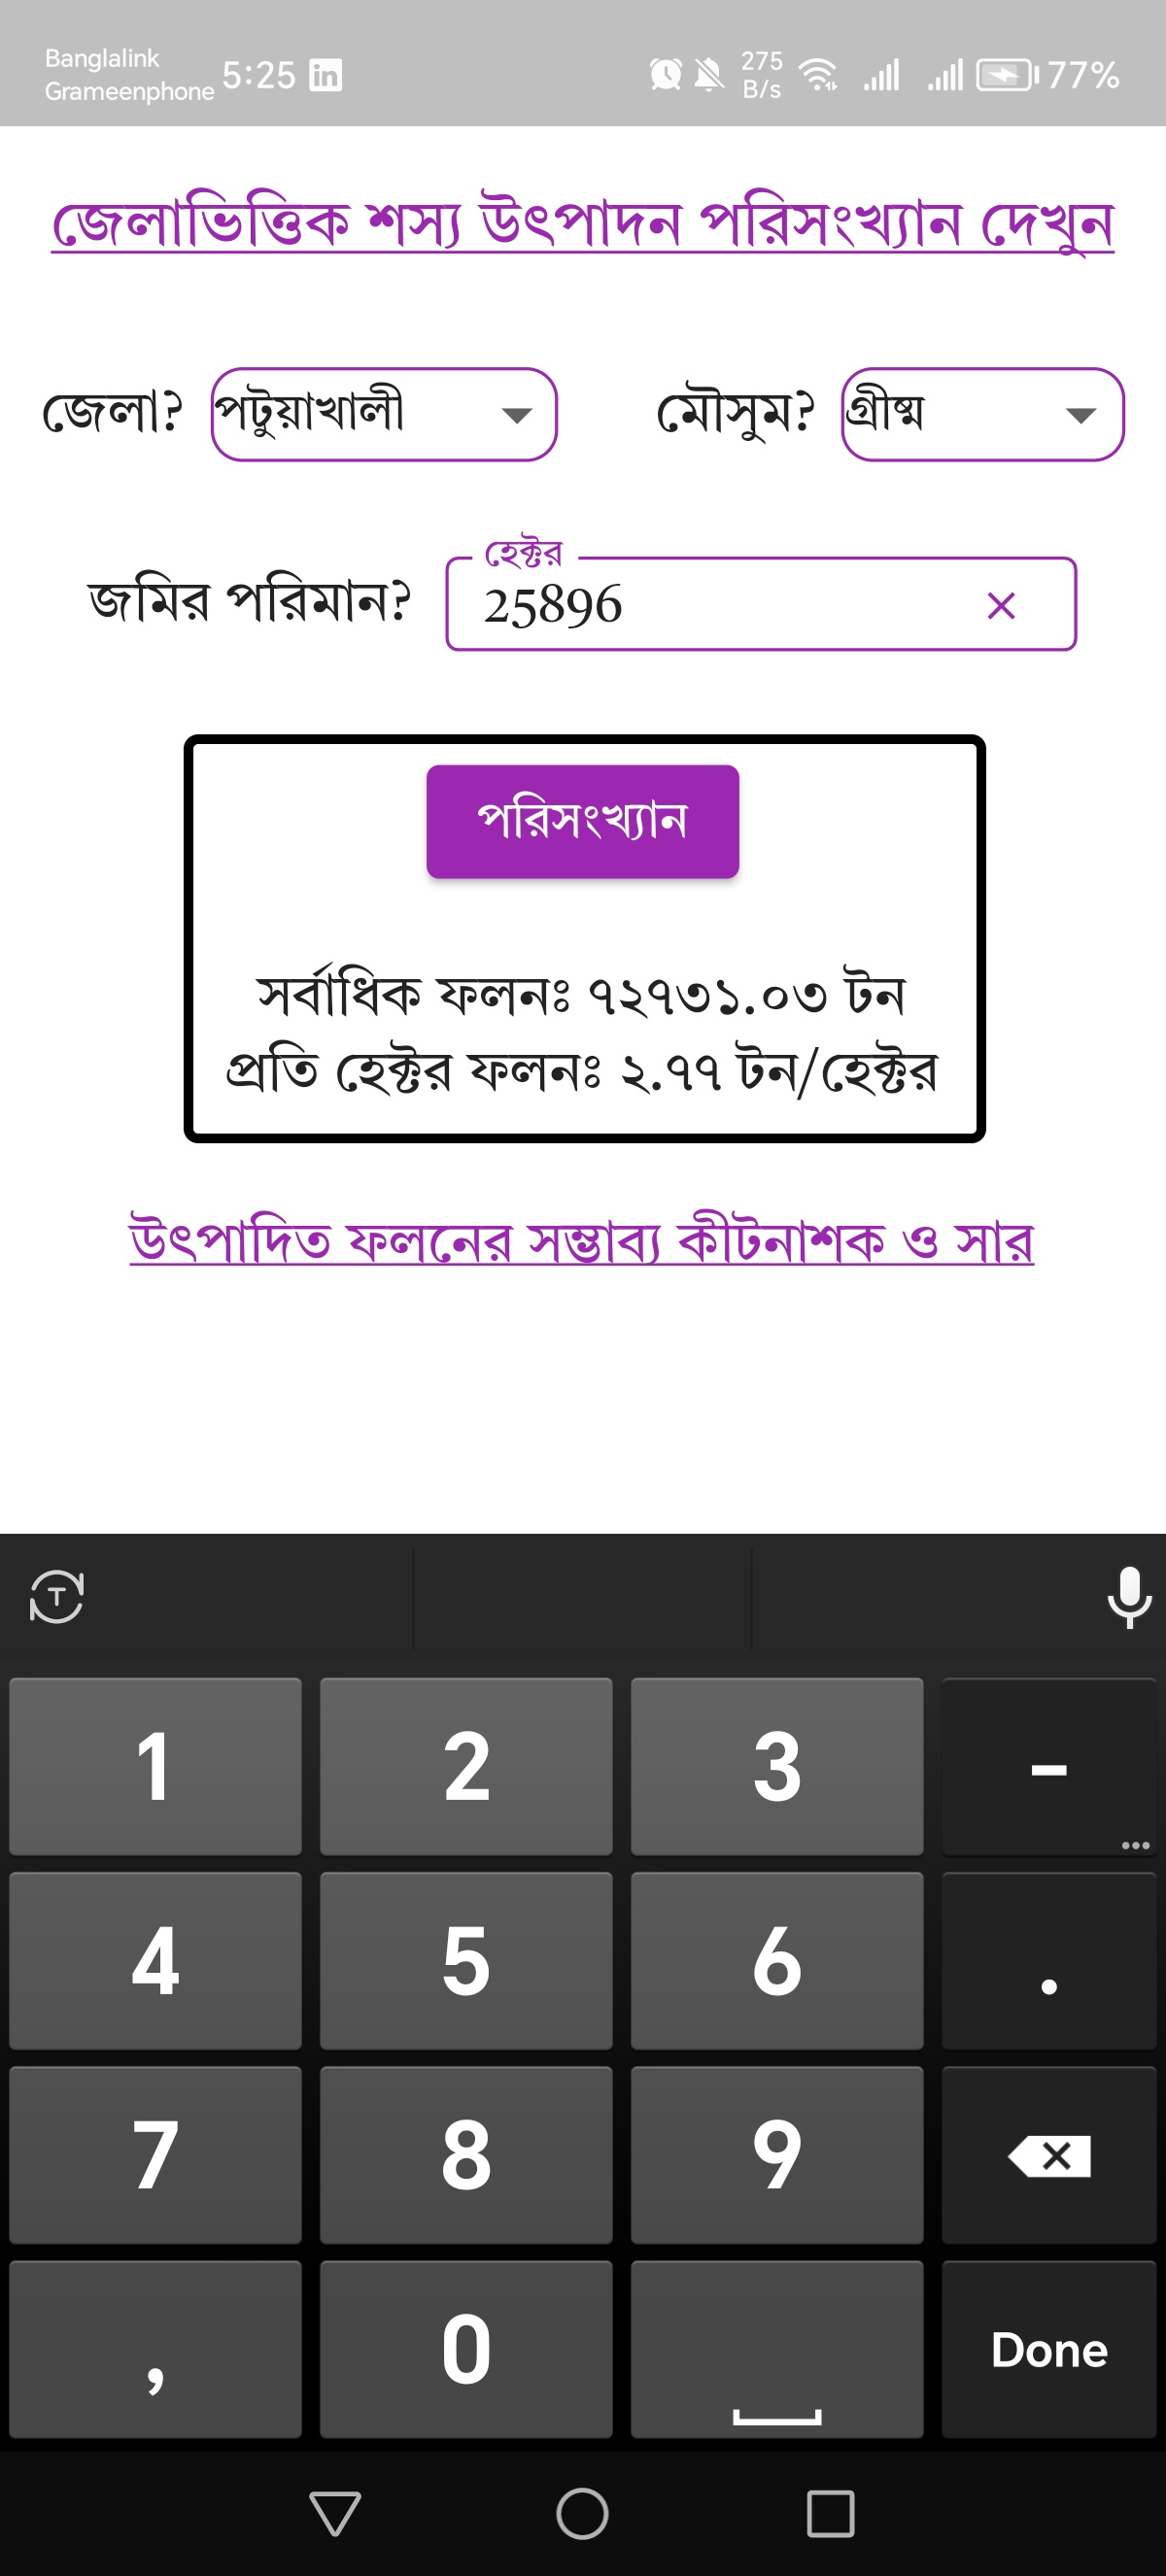 Banglalink
Grameenphone
5:25 in 275 B/s 77%
জেলাভিত্তিক শস্য উৎপাদন পরিসংখ্যান দেখুন
জেলা? পটুয়াখালী মৌসুম? গ্রীষ্ম
হেক্টর
জমির পরিমান? 25896
পরিসংখ্যান
সর্বাধিক ফলনঃ ৭২৭৩১.০৩ টন
প্রতি হেক্টর ফলনঃ ২.৭৭ টন/হেক্টর
উৎপাদিত ফলনের সম্ভাব্য কীটনাশক ও সার
T
1 2 3 -
4 5 6 .
7 8 9
, 0 Done